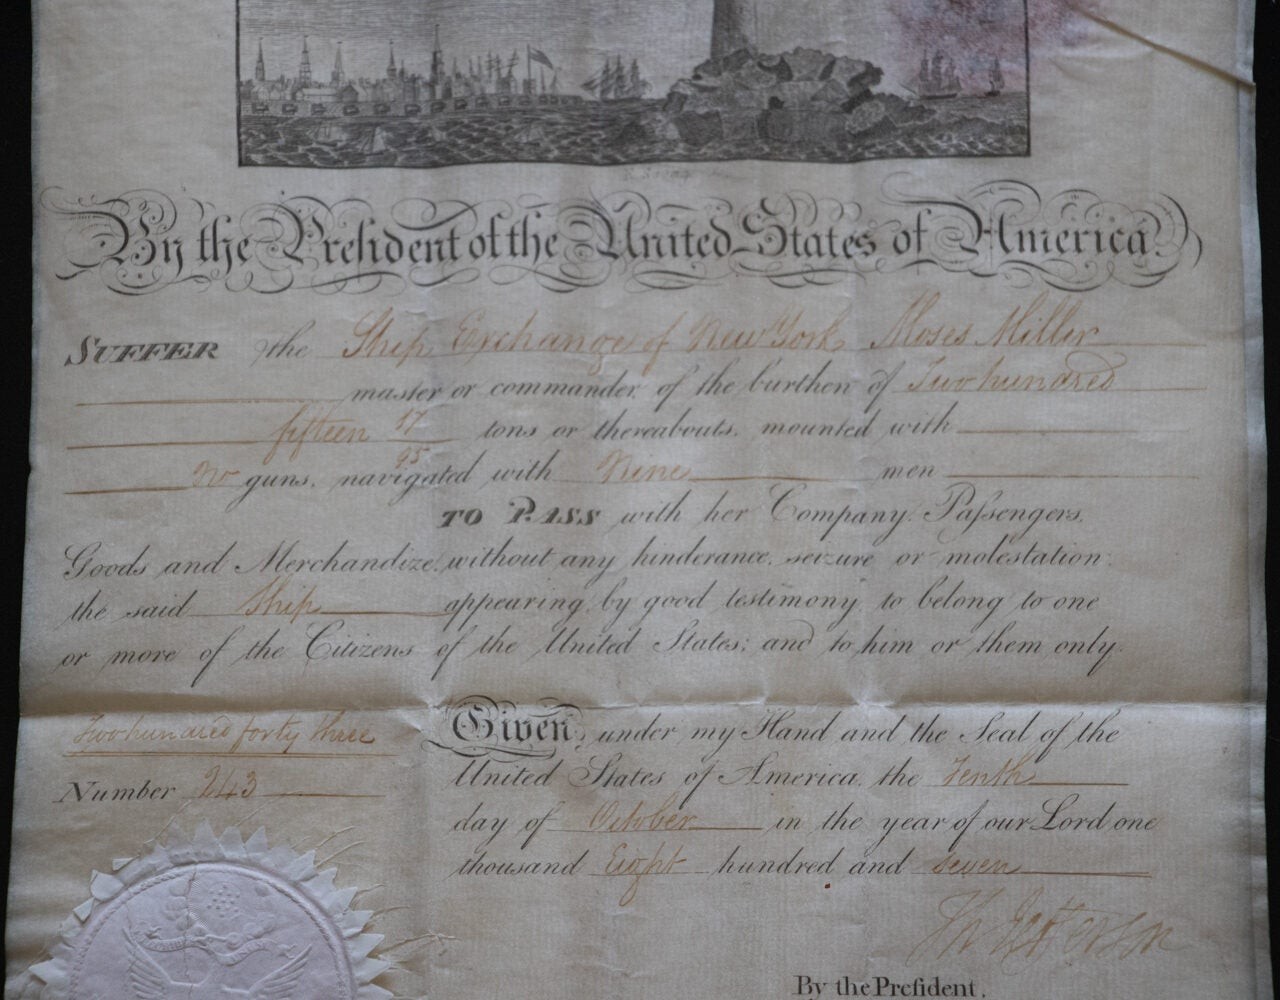 By the President of the United States of America.
SUFFER the Ship Exchange of New York Moses Miller
master or commander, of the burthen of Two hundred
fifteen 17/95 tons or thereabouts, mounted with
no guns, navigated with Nine men
TO PASS with her Company, Paſsengers,
Goods and Merchandize, without any hinderance, seizure or molestation:
the said Ship appearing, by good testimony, to belong to one
or more of the Citizens of the United States; and to him or them only.
Two hundred forty three
Number 243
Given, under my Hand and the Seal of the
United States of America, the Tenth
day of October in the year of our Lord one
thousand Eight hundred and seven
Th Jefferson
By the Preſident,